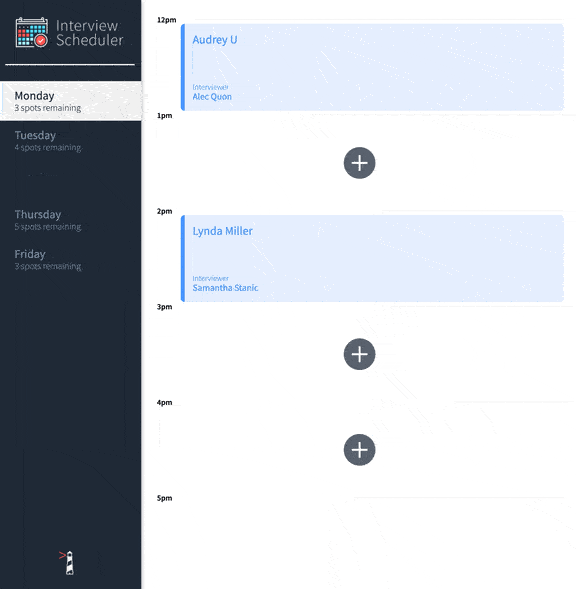 Interview
Scheduler
Monday
3 spots remaining
Tuesday
4 spots remaining
Thursday
5 spots remaining
Friday
3 spots remaining
12pm
Audrey U
Interviewer
Alec Quon
1pm
2pm
Lynda Miller
Interviewer
Samantha Stanic
3pm
4pm
5pm